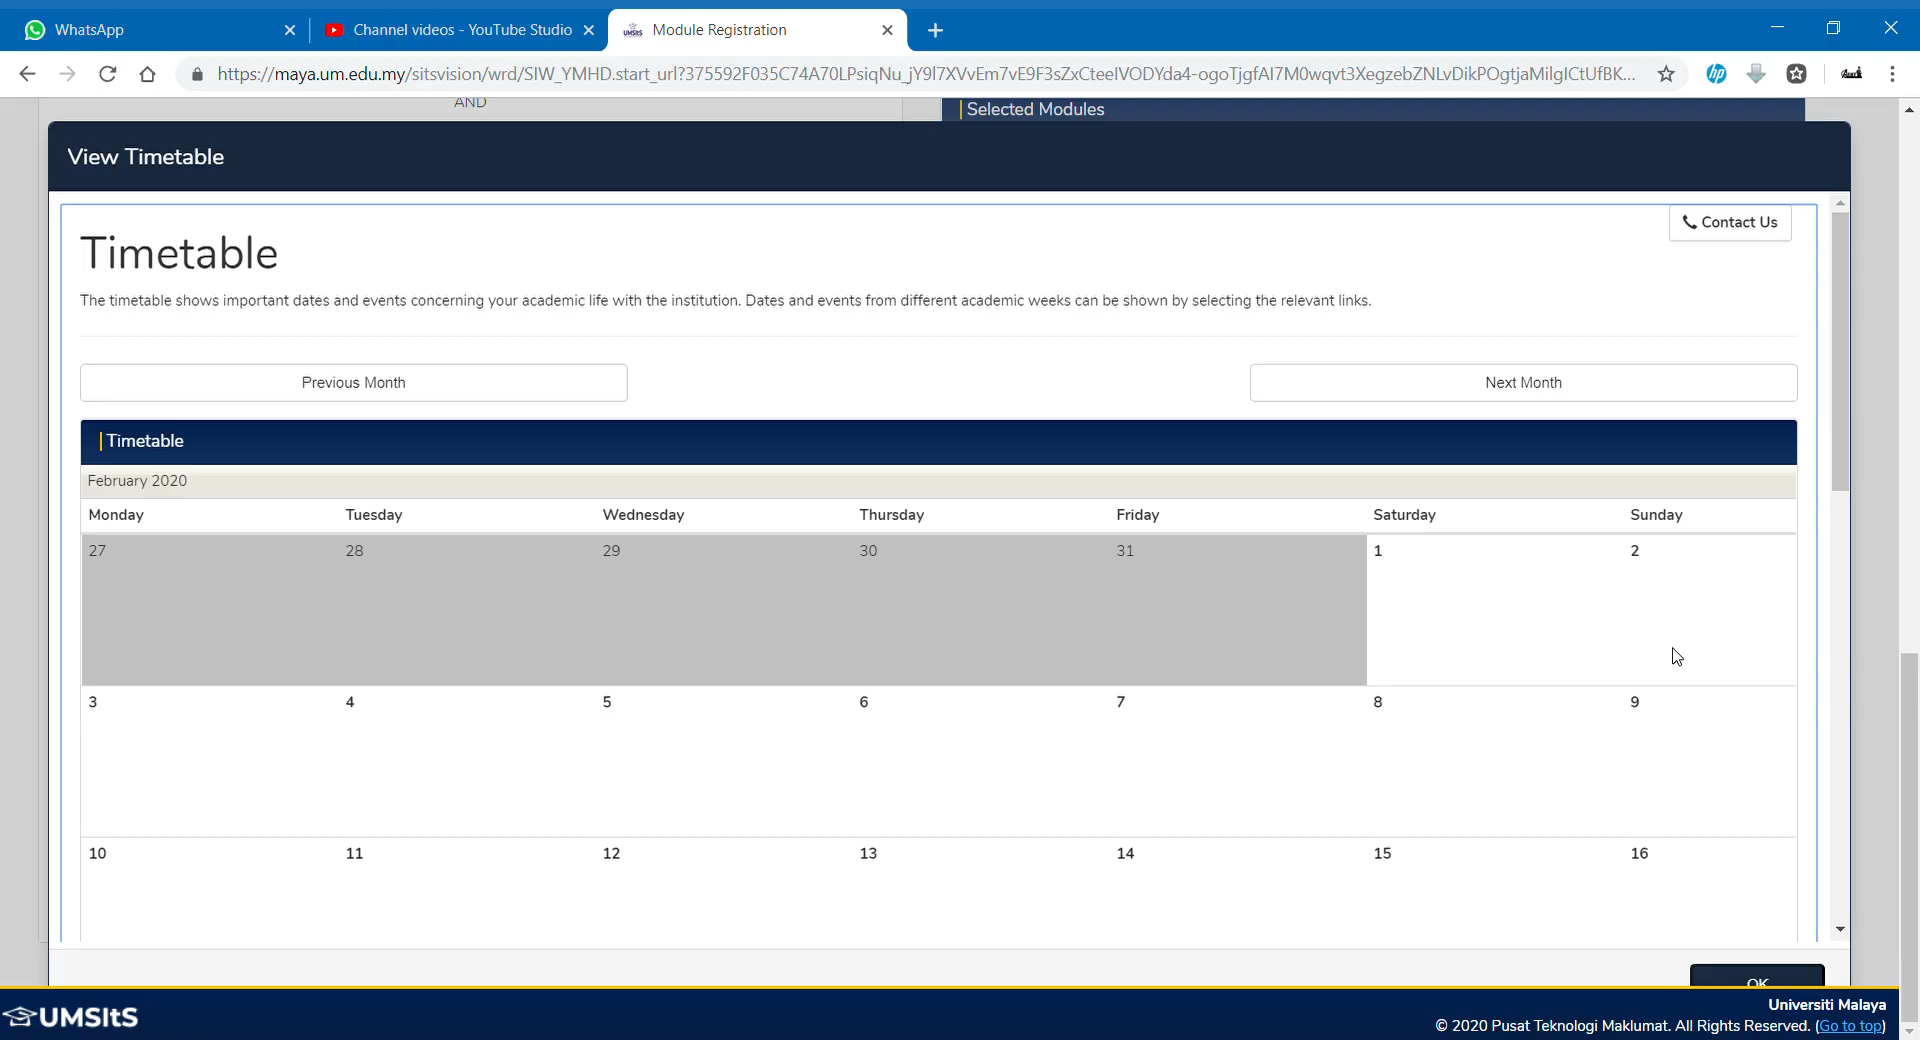 WhatsApp
Channel videos - YouTube Studio
Module Registration
https://maya.um.edu.my/sitsvision/wrd/SIW_YMHD.start_url?375592F035C74A70LPsiqNu_jY9I7XVvEm7vE9F3sZxCteeIVODYda4-ogoTjgfAI7M0wqvt3XegzebZNLvDikPOgtjaMilgICtUfBK...
AND
Selected Modules
View Timetable
Contact Us
Timetable
The timetable shows important dates and events concerning your academic life with the institution. Dates and events from different academic weeks can be shown by selecting the relevant links.
Previous Month
Next Month
Timetable
February 2020
Monday Tuesday Wednesday Thursday Friday Saturday Sunday
27 28 29 30 31 1 2
3 4 5 6 7 8 9
10 11 12 13 14 15 16
OK
UMSItS
Universiti Malaya
© 2020 Pusat Teknologi Maklumat. All Rights Reserved. (Go to top)